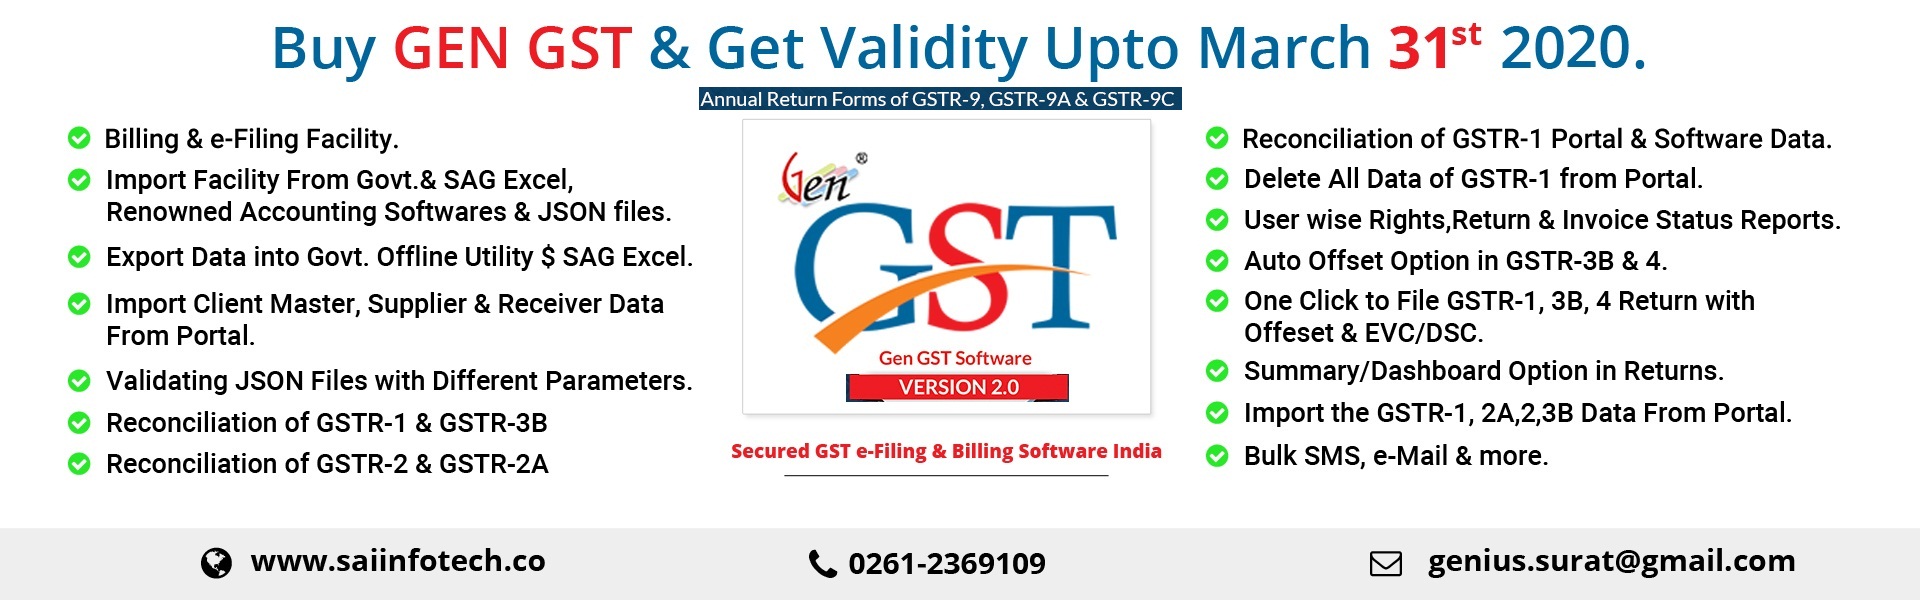 Buy GEN GST & Get Validity Upto March 31st 2020.
Annual Return Forms of GSTR-9, GSTR-9A & GSTR-9C
Billing & e-Filing Facility.
Import Facility From Govt.& SAG Excel,
Renowned Accounting Softwares & JSON files.
Export Data into Govt. Offline Utility $ SAG Excel.
Import Client Master, Supplier & Receiver Data
From Portal.
Validating JSON Files with Different Parameters.
Reconciliation of GSTR-1 & GSTR-3B
Reconciliation of GSTR-2 & GSTR-2A
Gen®
GST
Gen GST Software
VERSION 2.0
Secured GST e-Filing & Billing Software India
Reconciliation of GSTR-1 Portal & Software Data.
Delete All Data of GSTR-1 from Portal.
User wise Rights,Return & Invoice Status Reports.
Auto Offset Option in GSTR-3B & 4.
One Click to File GSTR-1, 3B, 4 Return with
Offeset & EVC/DSC.
Summary/Dashboard Option in Returns.
Import the GSTR-1, 2A,2,3B Data From Portal.
Bulk SMS, e-Mail & more.
www.saiinfotech.co
0261-2369109
genius.surat@gmail.com